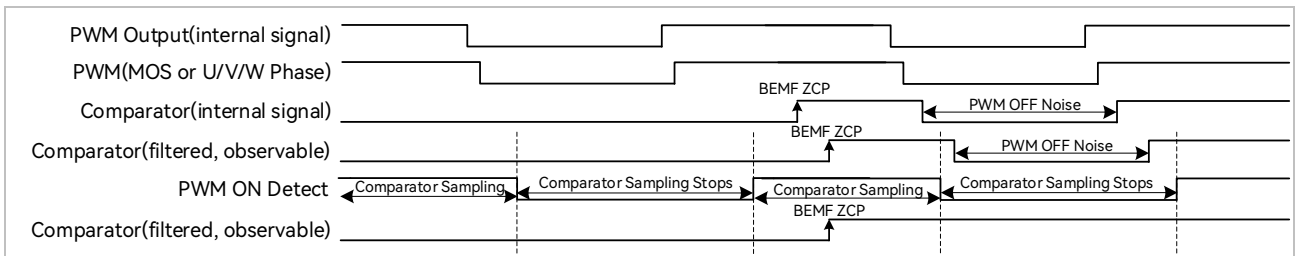 PWM Output(internal signal)
PWM(MOS or U/V/W Phase)
BEMF ZCP
Comparator(internal signal)
PWM OFF Noise
BEMF ZCP
Comparator(filtered, observable)
PWM OFF Noise
PWM ON Detect
Comparator Sampling
Comparator Sampling Stops
Comparator Sampling
Comparator Sampling Stops
BEMF ZCP
Comparator(filtered, observable)